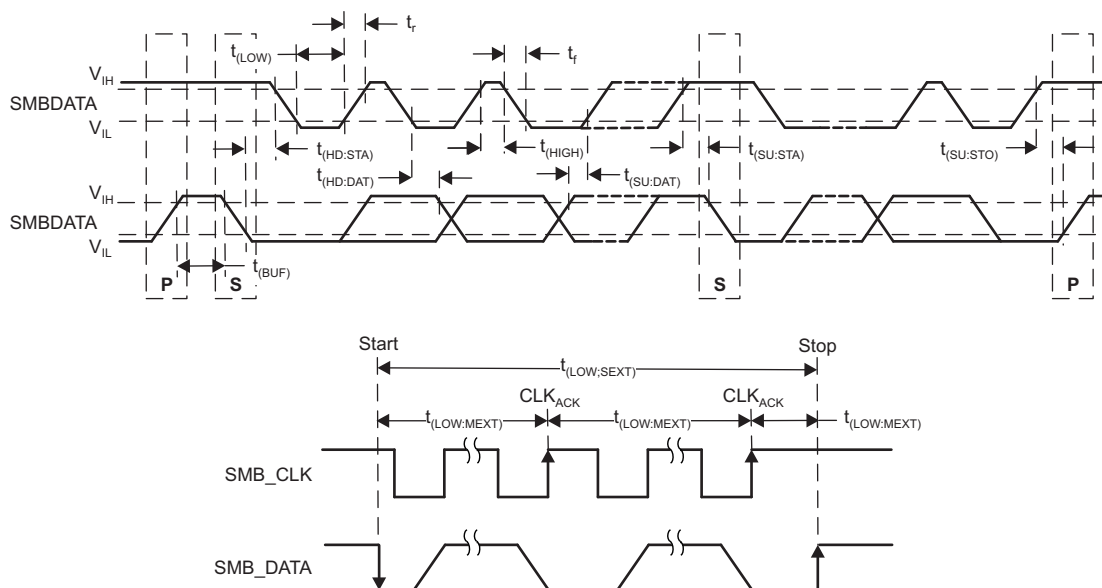 t(LOW)
tr
tf
VIH
SMBDATA
VIL
t(HD:STA)
t(HIGH)
t(SU:STA)
t(SU:STO)
t(HD:DAT)
t(SU:DAT)
VIH
SMBDATA
VIL
t(BUF)
P
S
S
P
Start
Stop
t(LOW;SEXT)
CLKACK
CLKACK
t(LOW:MEXT)
t(LOW:MEXT)
t(LOW:MEXT)
SMB_CLK
SMB_DATA